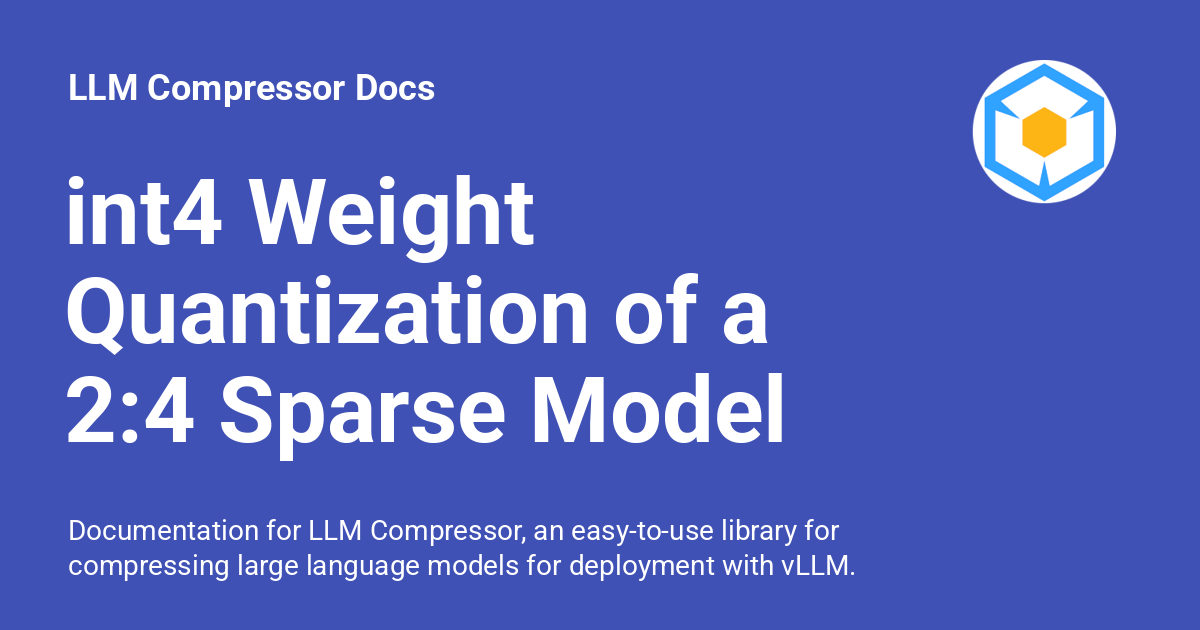 LLM Compressor Docs
int4 Weight
Quantization of a
2:4 Sparse Model
Documentation for LLM Compressor, an easy-to-use library for
compressing large language models for deployment with vLLM.